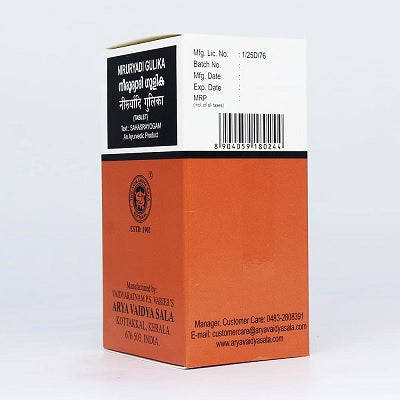 NIRURYADI GULIKA
നീരൂര്യാദി ഗുളിക
नीरूर्यादि गुलिका
(TABLET)
Text : SAHASRAYOGAM
An Ayurvedic Product
Mfg. Lic. No. : 1/25D/76
Batch No. :
Mfg. Date :
Exp. Date :
MRP :
(incl. of all taxes)
8 904059 180244
ESTD. 1902
Manufactured by:
VAIDYARATNAM P.S. VARIER'S
ARYA VAIDYA SALA
KOTTAKKAL, KERALA
676 503, INDIA.
Manager, Customer Care: 0483-2808391
E-mail: customercare@aryavaidyasala.com
www.aryavaidyasala.com